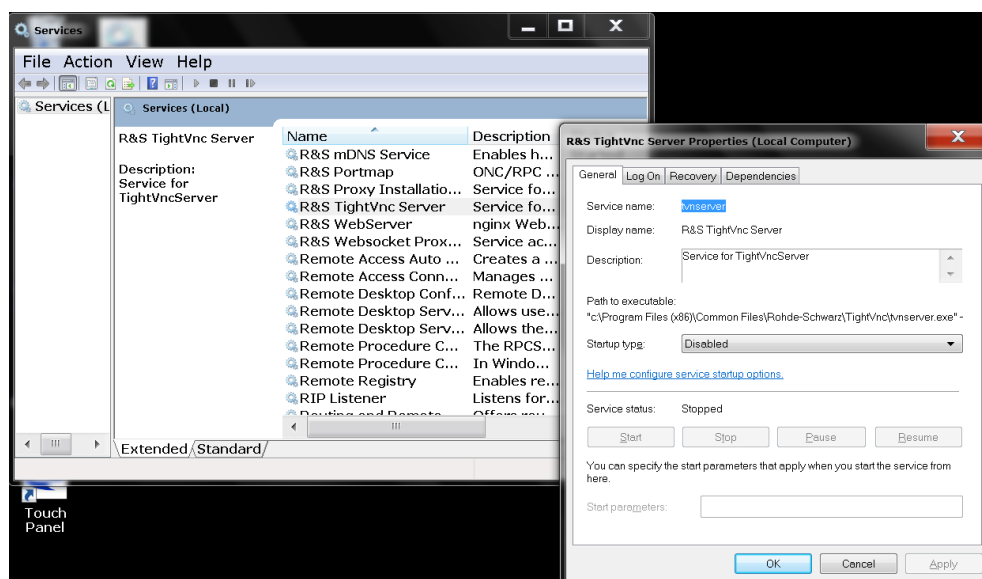 Services
File Action View Help
Services (L
Services (Local)
R&S TightVnc Server
Description:
Service for
TightVncServer
Name Description
R&S mDNS Service Enables h...
R&S Portmap ONC/RPC ...
R&S Proxy Installatio... Service fo...
R&S TightVnc Server Service fo...
R&S WebServer nginx Web...
R&S Websocket Prox... Service ac...
Remote Access Auto ... Creates a ...
Remote Access Conn... Manages ...
Remote Desktop Conf... Remote D...
Remote Desktop Serv... Allows use...
Remote Desktop Serv... Allows the...
Remote Procedure C... The RPCS...
Remote Procedure C... In Windo...
Remote Registry Enables re...
RIP Listener Listens for...
Extended Standard
Touch
Panel
R&S TightVnc Server Properties (Local Computer)
General Log On Recovery Dependencies
Service name: tvnserver
Display name: R&S TightVnc Server
Description: Service for TightVncServer
Path to executable:
"c:\Program Files (x86)\Common Files\Rohde-Schwarz\TightVnc\tvnserver.exe" -
Startup type: Disabled
Help me configure service startup options.
Service status: Stopped
Start Stop Pause Resume
You can specify the start parameters that apply when you start the service from
here.
Start parameters:
OK Cancel Apply